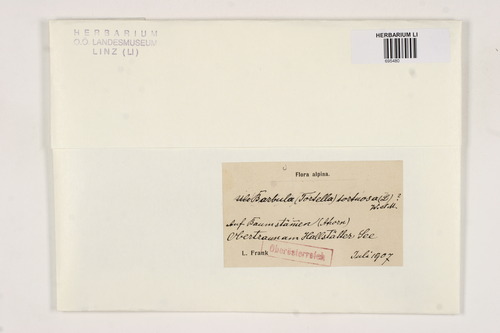 HERBARIUM
O.Ö. LANDESMUSEUM
LINZ (LI)
HERBARIUM LI
Flora alpina.
Barbula (Tortella) tortuosa (L) ?
W. et M.
Auf Baumstämmen (Ahorn)
Obertraun am Hallstätter See
L. Frank
Oberösterreich
Juli 1907